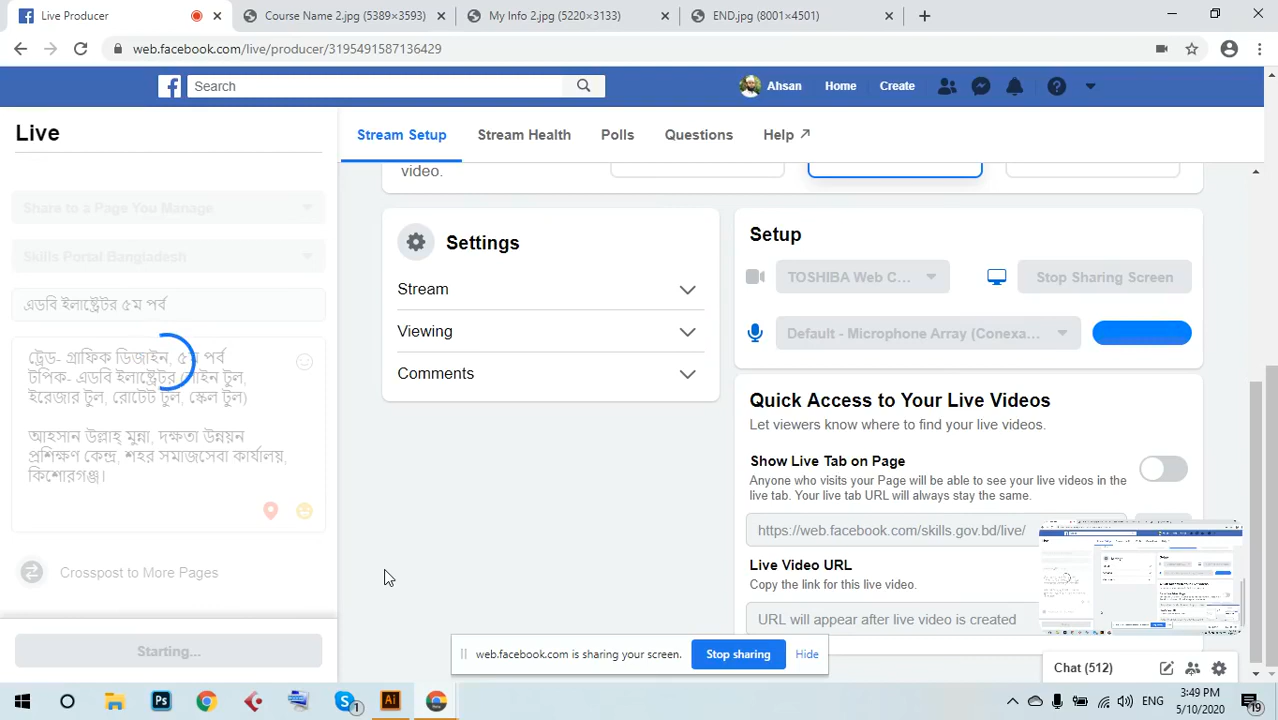 Live Producer
Course Name 2.jpg (5389×3593)
My Info 2.jpg (5220×3133)
END.jpg (8001×4501)
web.facebook.com/live/producer/3195491587136429
Search
Ahsan
Home
Create
Live
Stream Setup
Stream Health
Polls
Questions
Help
video.
Share to a Page You Manage
Skills Portal Bangladesh
এডবি ইলাষ্ট্রেটর ৫ম পর্ব
ট্রেড- গ্রাফিক ডিজাইন, ৫ম পর্ব
টপিক- এডবি ইলাষ্ট্রেটর (লাইন টুল,
ইরেজার টুল, রোটেট টুল, স্কেল টুল)
আহসান উল্লাহ্ মুন্না, দক্ষতা উন্নয়ন
প্রশিক্ষণ কেন্দ্র, শহর সমাজসেবা কার্যালয়,
কিশোরগঞ্জ।
Crosspost to More Pages
Starting...
Settings
Stream
Viewing
Comments
Setup
TOSHIBA Web C...
Stop Sharing Screen
Default - Microphone Array (Conexa...
Quick Access to Your Live Videos
Let viewers know where to find your live videos.
Show Live Tab on Page
Anyone who visits your Page will be able to see your live videos in the
live tab. Your live tab URL will always stay the same.
https://web.facebook.com/skills.gov.bd/live/
Live Video URL
Copy the link for this live video
URL will appear after live video is created
web.facebook.com is sharing your screen.
Stop sharing
Hide
Chat (512)
Ps
S
1
Ai
ENG
3:49 PM
5/10/2020
19